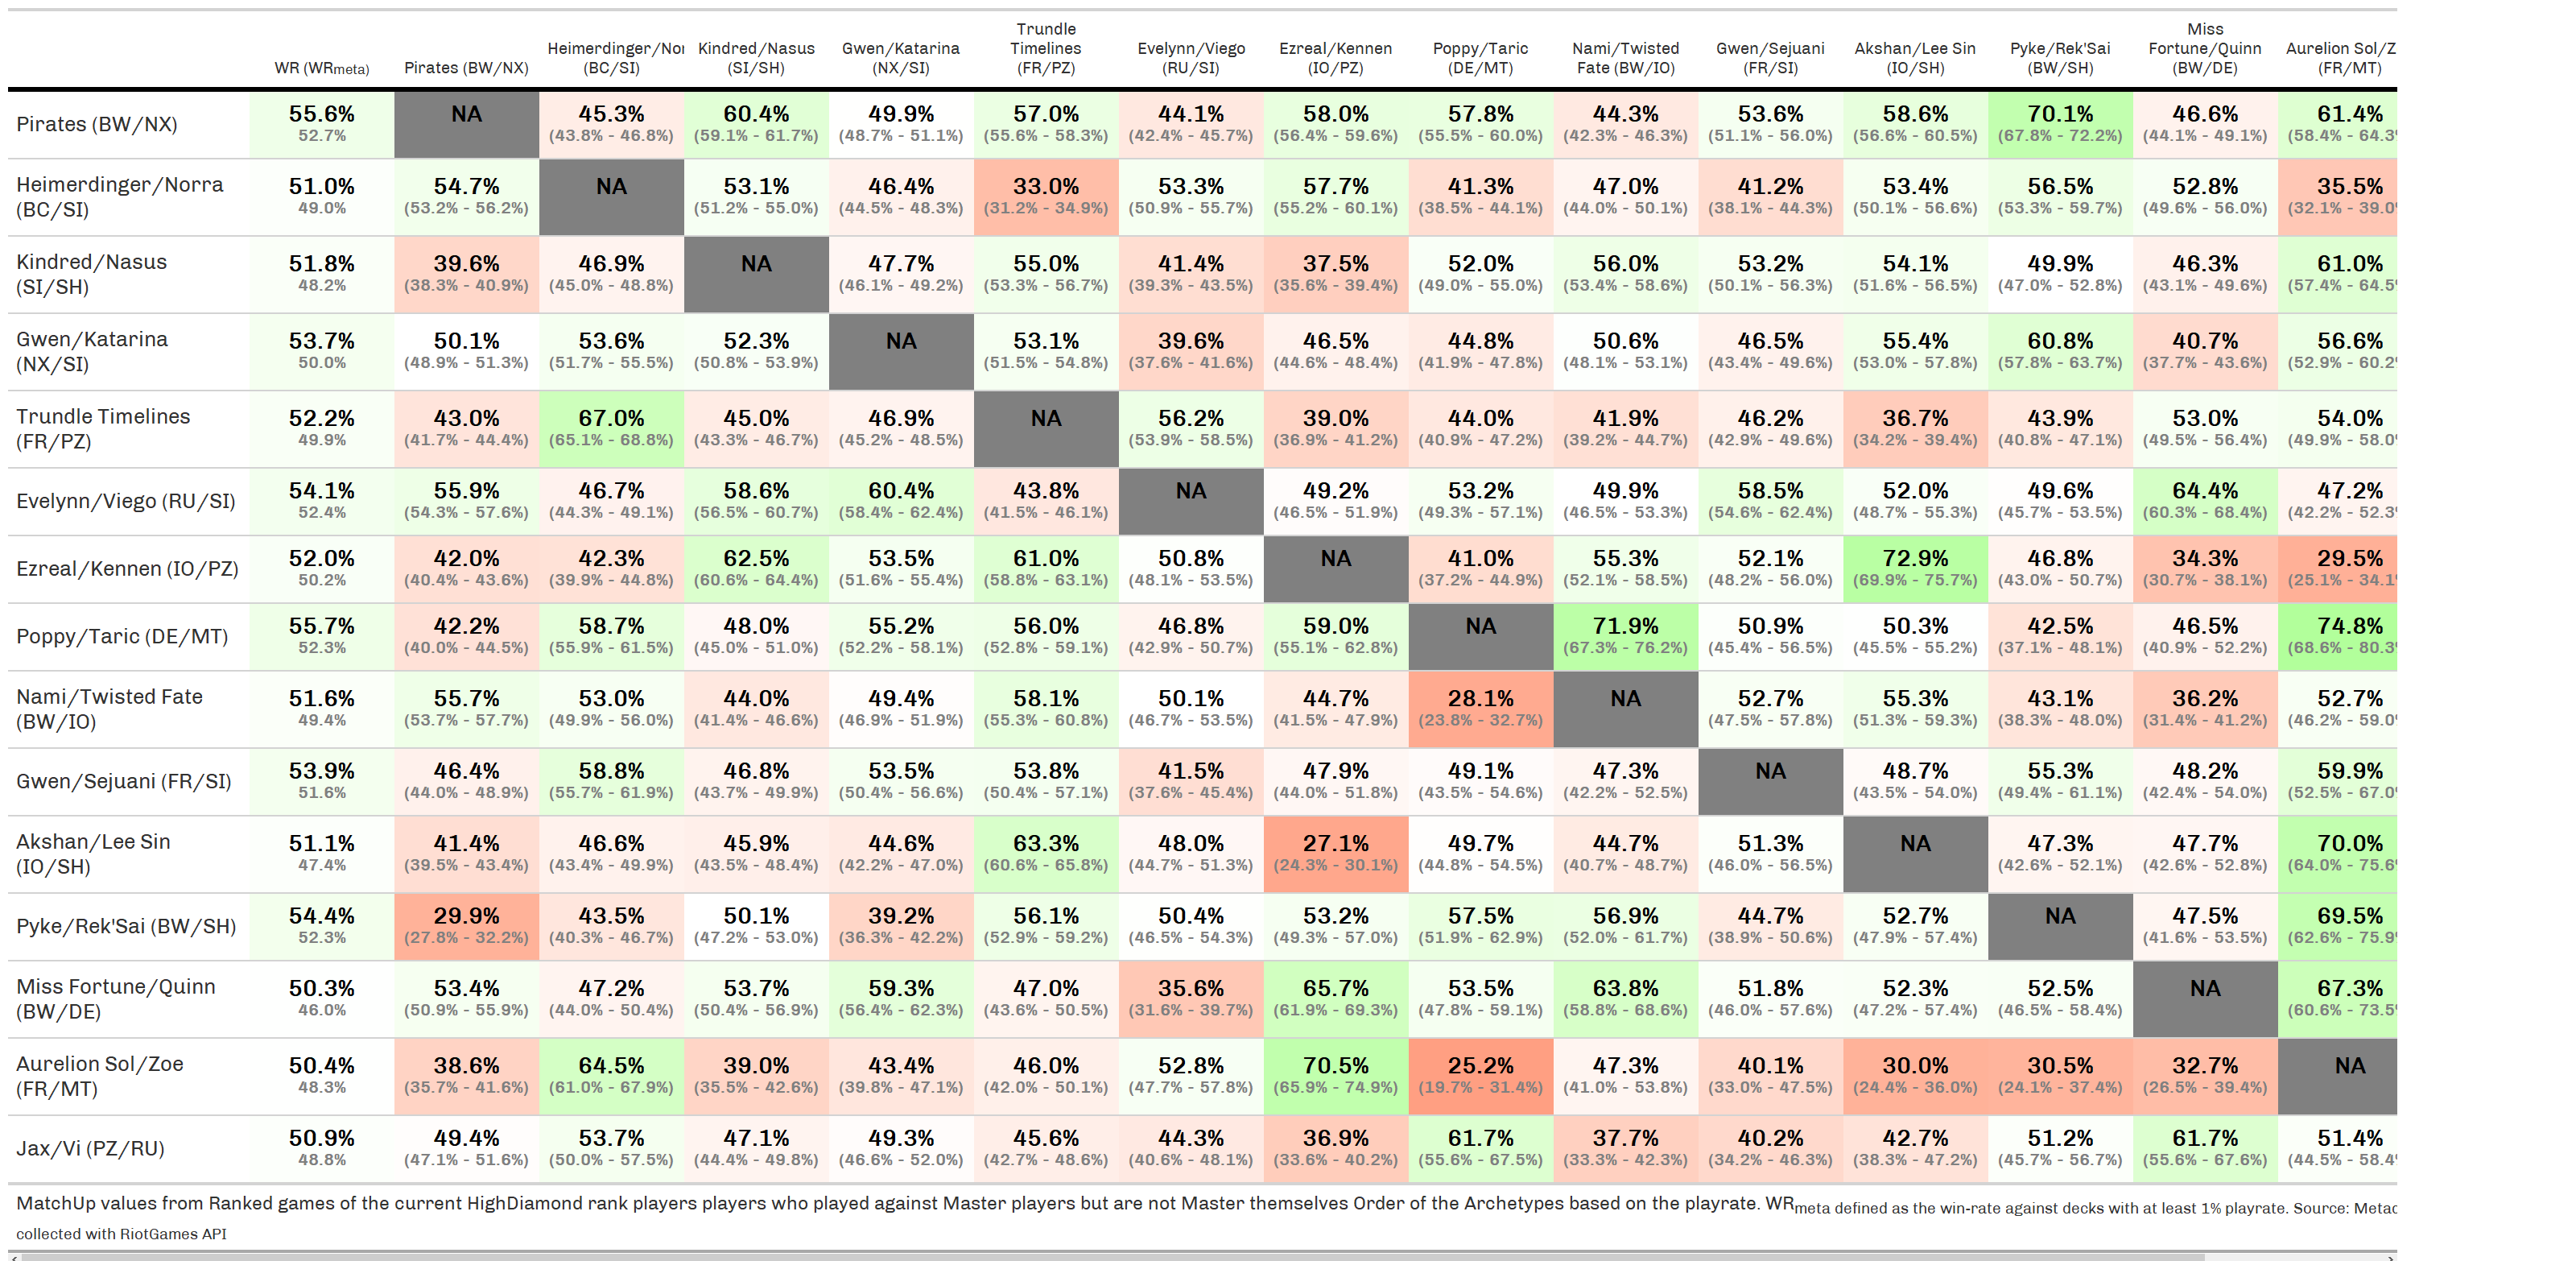 WR (WRmeta) Pirates (BW/NX) Heimerdinger/Nor (BC/SI) Kindred/Nasus (SI/SH) Gwen/Katarina (NX/SI) Trundle Timelines (FR/PZ) Evelynn/Viego (RU/SI) Ezreal/Kennen (IO/PZ) Poppy/Taric (DE/MT) Nami/Twisted Fate (BW/IO) Gwen/Sejuani (FR/SI) Akshan/Lee Sin (IO/SH) Pyke/Rek'Sai (BW/SH) Miss Fortune/Quinn (BW/DE) Aurelion Sol/Z (FR/MT)
Pirates (BW/NX) 55.6% NA 45.3% 60.4% 49.9% 57.0% 44.1% 58.0% 57.8% 44.3% 53.6% 58.6% 70.1% 46.6% 61.4%
52.7% (43.8% - 46.8%) (59.1% - 61.7%) (48.7% - 51.1%) (55.6% - 58.3%) (42.4% - 45.7%) (56.4% - 59.6%) (55.5% - 60.0%) (42.3% - 46.3%) (51.1% - 56.0%) (56.6% - 60.5%) (67.8% - 72.2%) (44.1% - 49.1%) (58.4% - 64.3
Heimerdinger/Norra 51.0% 54.7% NA 53.1% 46.4% 33.0% 53.3% 57.7% 41.3% 47.0% 41.2% 53.4% 56.5% 52.8% 35.5%
(BC/SI) 49.0% (53.2% - 56.2%) (51.2% - 55.0%) (44.5% - 48.3%) (31.2% - 34.9%) (50.9% - 55.7%) (55.2% - 60.1%) (38.5% - 44.1%) (44.0% - 50.1%) (38.1% - 44.3%) (50.1% - 56.6%) (53.3% - 59.7%) (49.6% - 56.0%) (32.1% - 39.0
Kindred/Nasus 51.8% 39.6% 46.9% NA 47.7% 55.0% 41.4% 37.5% 52.0% 56.0% 53.2% 54.1% 49.9% 46.3% 61.0%
(SI/SH) 48.2% (38.3% - 40.9%) (45.0% - 48.8%) (46.1% - 49.2%) (53.3% - 56.7%) (39.3% - 43.5%) (35.6% - 39.4%) (49.0% - 55.0%) (53.4% - 58.6%) (50.1% - 56.3%) (51.6% - 56.5%) (47.0% - 52.8%) (43.1% - 49.6%) (57.4% - 64.5
Gwen/Katarina 53.7% 50.1% 53.6% 52.3% NA 53.1% 39.6% 46.5% 44.8% 50.6% 46.5% 55.4% 60.8% 40.7% 56.6%
(NX/SI) 50.0% (48.9% - 51.3%) (51.7% - 55.5%) (50.8% - 53.9%) (51.5% - 54.8%) (37.6% - 41.6%) (44.6% - 48.4%) (41.9% - 47.8%) (48.1% - 53.1%) (43.4% - 49.6%) (53.0% - 57.8%) (57.8% - 63.7%) (37.7% - 43.6%) (52.9% - 60.2
Trundle Timelines 52.2% 43.0% 67.0% 45.0% 46.9% NA 56.2% 39.0% 44.0% 41.9% 46.2% 36.7% 43.9% 53.0% 54.0%
(FR/PZ) 49.9% (41.7% - 44.4%) (65.1% - 68.8%) (43.3% - 46.7%) (45.2% - 48.5%) (53.9% - 58.5%) (36.9% - 41.2%) (40.9% - 47.2%) (39.2% - 44.7%) (42.9% - 49.6%) (34.2% - 39.4%) (40.8% - 47.1%) (49.5% - 56.4%) (49.9% - 58.0
Evelynn/Viego (RU/SI) 54.1% 55.9% 46.7% 58.6% 60.4% 43.8% NA 49.2% 53.2% 49.9% 58.5% 52.0% 49.6% 64.4% 47.2%
52.4% (54.3% - 57.6%) (44.3% - 49.1%) (56.5% - 60.7%) (58.4% - 62.4%) (41.5% - 46.1%) (46.5% - 51.9%) (49.3% - 57.1%) (46.5% - 53.3%) (54.6% - 62.4%) (48.7% - 55.3%) (45.7% - 53.5%) (60.3% - 68.4%) (42.2% - 52.3
Ezreal/Kennen (IO/PZ) 52.0% 42.0% 42.3% 62.5% 53.5% 61.0% 50.8% NA 41.0% 55.3% 52.1% 72.9% 46.8% 34.3% 29.5%
50.2% (40.4% - 43.6%) (39.9% - 44.8%) (60.6% - 64.4%) (51.6% - 55.4%) (58.8% - 63.1%) (48.1% - 53.5%) (37.2% - 44.9%) (52.1% - 58.5%) (48.2% - 56.0%) (69.9% - 75.7%) (43.0% - 50.7%) (30.7% - 38.1%) (25.1% - 34.1
Poppy/Taric (DE/MT) 55.7% 42.2% 58.7% 48.0% 55.2% 56.0% 46.8% 59.0% NA 71.9% 50.9% 50.3% 42.5% 46.5% 74.8%
52.3% (40.0% - 44.5%) (55.9% - 61.5%) (45.0% - 51.0%) (52.2% - 58.1%) (52.8% - 59.1%) (42.9% - 50.7%) (55.1% - 62.8%) (67.3% - 76.2%) (45.4% - 56.5%) (45.5% - 55.2%) (37.1% - 48.1%) (40.9% - 52.2%) (68.6% - 80.3
Nami/Twisted Fate 51.6% 55.7% 53.0% 44.0% 49.4% 58.1% 50.1% 44.7% 28.1% NA 52.7% 55.3% 43.1% 36.2% 52.7%
(BW/IO) 49.4% (53.7% - 57.7%) (49.9% - 56.0%) (41.4% - 46.6%) (46.9% - 51.9%) (55.3% - 60.8%) (46.7% - 53.5%) (41.5% - 47.9%) (23.8% - 32.7%) (47.5% - 57.8%) (51.3% - 59.3%) (38.3% - 48.0%) (31.4% - 41.2%) (46.2% - 59.0
Gwen/Sejuani (FR/SI) 53.9% 46.4% 58.8% 46.8% 53.5% 53.8% 41.5% 47.9% 49.1% 47.3% NA 48.7% 55.3% 48.2% 59.9%
51.6% (44.0% - 48.9%) (55.7% - 61.9%) (43.7% - 49.9%) (50.4% - 56.6%) (50.4% - 57.1%) (37.6% - 45.4%) (44.0% - 51.8%) (43.5% - 54.6%) (42.2% - 52.5%) (43.5% - 54.0%) (49.4% - 61.1%) (42.4% - 54.0%) (52.5% - 67.0
Akshan/Lee Sin 51.1% 41.4% 46.6% 45.9% 44.6% 63.3% 48.0% 27.1% 49.7% 44.7% 51.3% NA 47.3% 47.7% 70.0%
(IO/SH) 47.4% (39.5% - 43.4%) (43.4% - 49.9%) (43.5% - 48.4%) (42.2% - 47.0%) (60.6% - 65.8%) (44.7% - 51.3%) (24.3% - 30.1%) (44.8% - 54.5%) (40.7% - 48.7%) (46.0% - 56.5%) (42.6% - 52.1%) (42.6% - 52.8%) (64.0% - 75.6
Pyke/Rek'Sai (BW/SH) 54.4% 29.9% 43.5% 50.1% 39.2% 56.1% 50.4% 53.2% 57.5% 56.9% 44.7% 52.7% NA 47.5% 69.5%
52.3% (27.8% - 32.2%) (40.3% - 46.7%) (47.2% - 53.0%) (36.3% - 42.2%) (52.9% - 59.2%) (46.5% - 54.3%) (49.3% - 57.0%) (51.9% - 62.9%) (52.0% - 61.7%) (38.9% - 50.6%) (47.9% - 57.4%) (41.6% - 53.5%) (62.6% - 75.9
Miss Fortune/Quinn 50.3% 53.4% 47.2% 53.7% 59.3% 47.0% 35.6% 65.7% 53.5% 63.8% 51.8% 52.3% 52.5% NA 67.3%
(BW/DE) 46.0% (50.9% - 55.9%) (44.0% - 50.4%) (50.4% - 56.9%) (56.4% - 62.3%) (43.6% - 50.5%) (31.6% - 39.7%) (61.9% - 69.3%) (47.8% - 59.1%) (58.8% - 68.6%) (46.0% - 57.6%) (47.2% - 57.4%) (46.5% - 58.4%) (60.6% - 73.5
Aurelion Sol/Zoe 50.4% 38.6% 64.5% 39.0% 43.4% 46.0% 52.8% 70.5% 25.2% 47.3% 40.1% 30.0% 30.5% 32.7% NA
(FR/MT) 48.3% (35.7% - 41.6%) (61.0% - 67.9%) (35.5% - 42.6%) (39.8% - 47.1%) (42.0% - 50.1%) (47.7% - 57.8%) (65.9% - 74.9%) (19.7% - 31.4%) (41.0% - 53.8%) (33.0% - 47.5%) (24.4% - 36.0%) (24.1% - 37.4%) (26.5% - 39.4%)
Jax/Vi (PZ/RU) 50.9% 49.4% 53.7% 47.1% 49.3% 45.6% 44.3% 36.9% 61.7% 37.7% 40.2% 42.7% 51.2% 61.7% 51.4%
48.8% (47.1% - 51.6%) (50.0% - 57.5%) (44.4% - 49.8%) (46.6% - 52.0%) (42.7% - 48.6%) (40.6% - 48.1%) (33.6% - 40.2%) (55.6% - 67.5%) (33.3% - 42.3%) (34.2% - 46.3%) (38.3% - 47.2%) (45.7% - 56.7%) (55.6% - 67.6%) (44.5% - 58.4
MatchUp values from Ranked games of the current HighDiamond rank players players who played against Master players but are not Master themselves Order of the Archetypes based on the playrate. WRmeta defined as the win-rate against decks with at least 1% playrate. Source: Metac
collected with RiotGames API